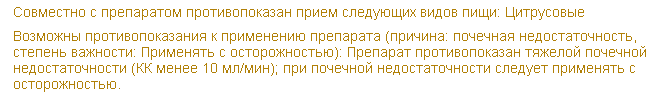 Совместно с препаратом противопоказан прием следующих видов пищи: Цитрусовые
Возможны противопоказания к применению препарата (причина: почечная недостаточность,
степень важности: Применять с осторожностью): Препарат противопоказан тяжелой почечной
недостаточности (КК менее 10 мл/мин); при почечной недостаточности следует применять с
осторожностью.